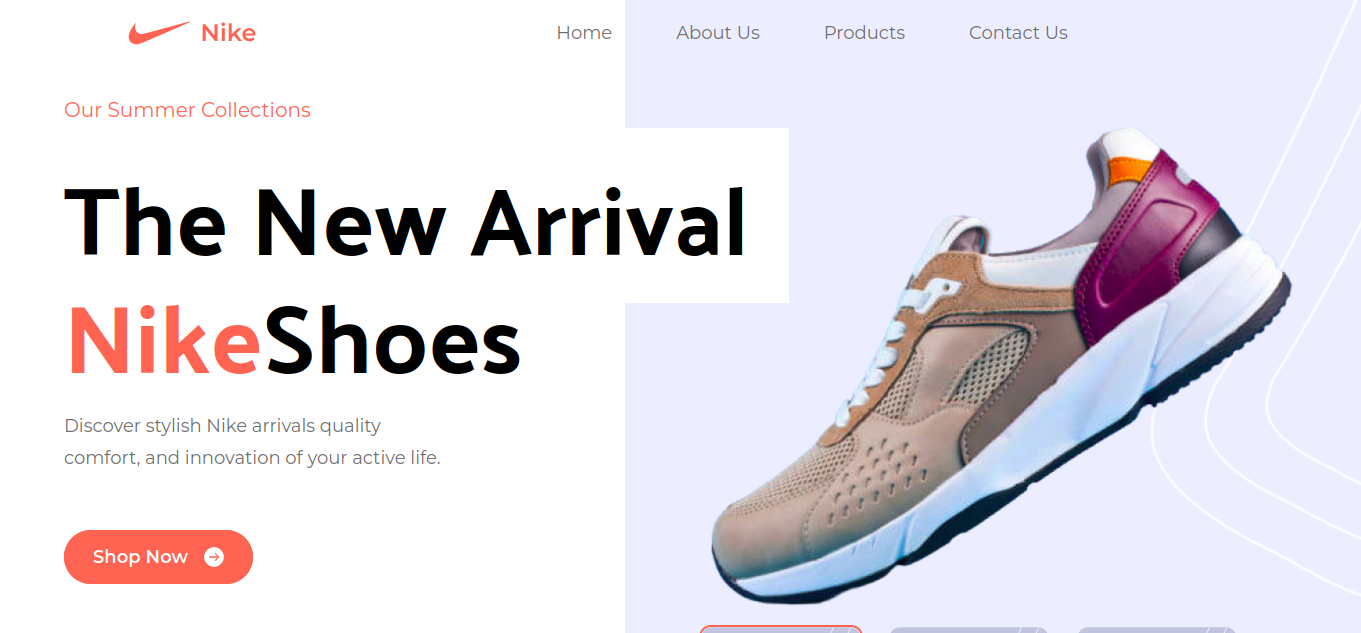 Nike
Home
About Us
Products
Contact Us
Our Summer Collections
The New Arrival
NikeShoes
Discover stylish Nike arrivals quality
comfort, and innovation of your active life.
Shop Now